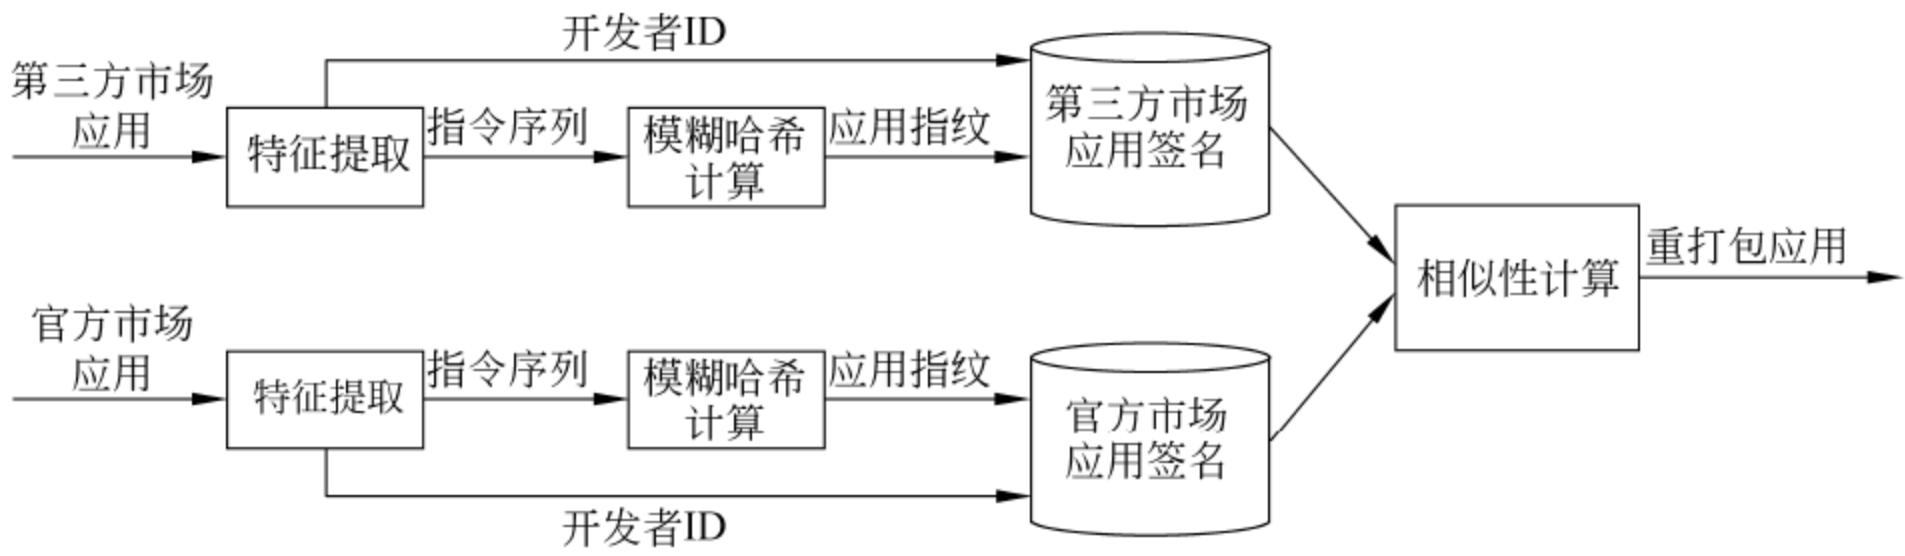 开发者ID
第三方市场
应用
特征提取
指令序列
模糊哈希
计算
应用指纹
第三方市场
应用签名
相似性计算
重打包应用
官方市场
应用
特征提取
指令序列
模糊哈希
计算
应用指纹
官方市场
应用签名
开发者ID